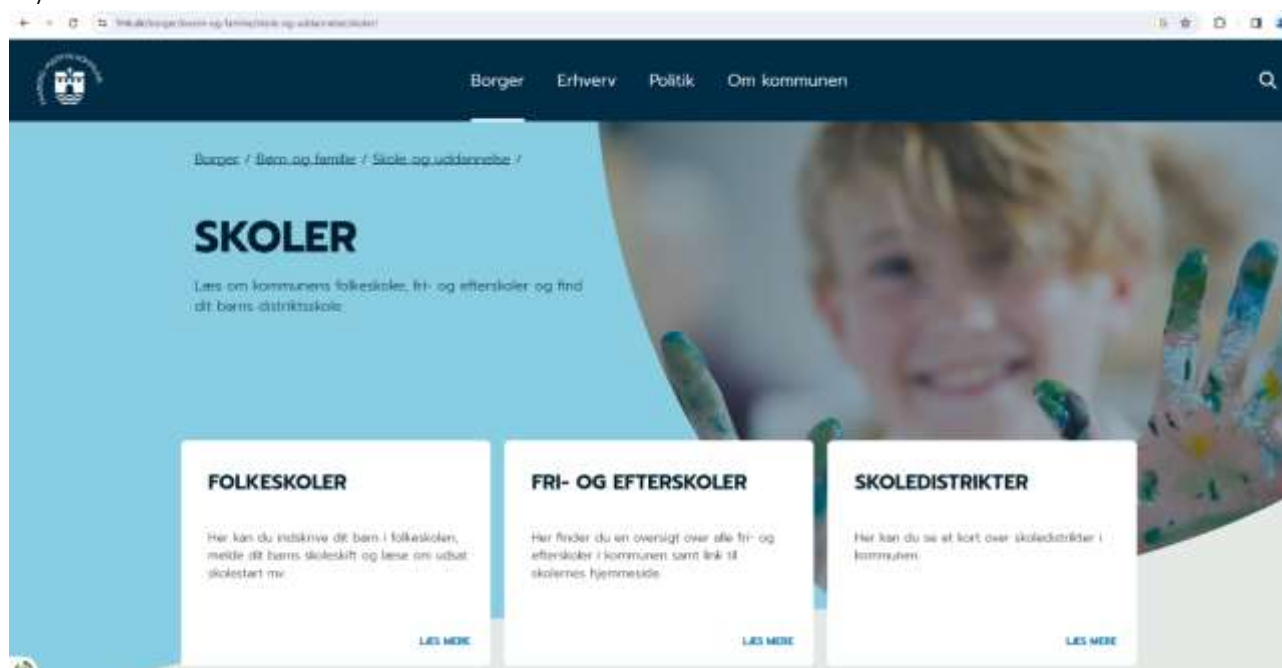 Borger Erhverv Politik Om kommunen
Borger / Børn og familie / Skole og uddannelse /
SKOLER
Læs om kommunens folkeskoler, fri- og efterskoler og find
dit barns distriktsskole.
FOLKESKOLER
Her kan du indskrive dit barn i folkeskolen,
melde dit barns skoleskift og læse om udsat
skolestart mv.
LÆS MERE
FRI- OG EFTERSKOLER
Her finder du en oversigt over alle fri- og
efterskoler i kommunen samt link til
skolernes hjemmeside.
LÆS MERE
SKOLEDISTRIKTER
Her kan du se et kort over skoledistrikter i
kommunen.
LÆS MERE